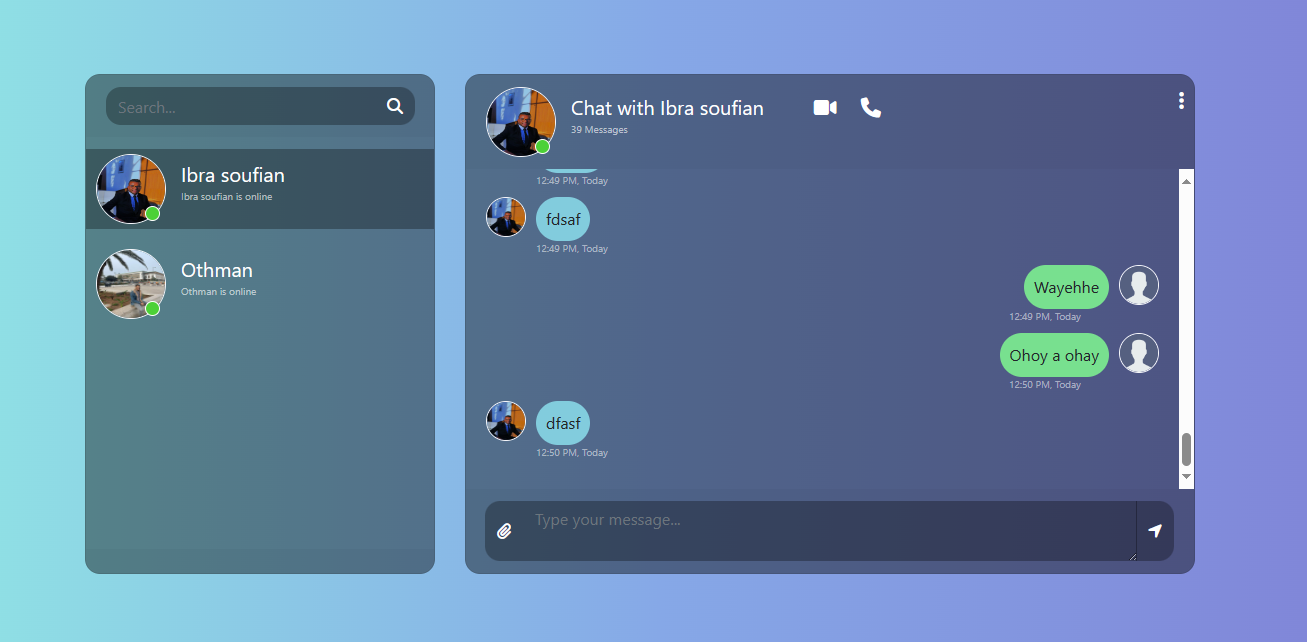 Search...
Ibra soufian
Ibra soufian is online
Othman
Othman is online
Chat with Ibra soufian
39 Messages
12:49 PM, Today
fdsaf
12:49 PM, Today
Wayehhe
12:49 PM, Today
Ohoy a ohay
12:50 PM, Today
dfasf
12:50 PM, Today
Type your message...